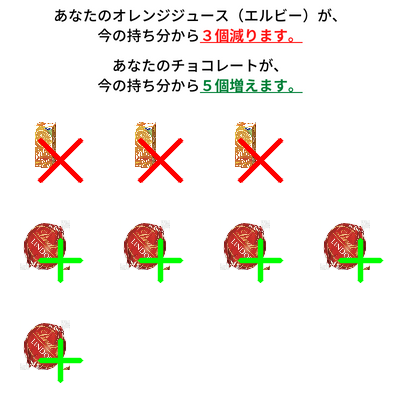 あなたのオレンジジュース（エルビー）が、
今の持ち分から３個減ります。
あなたのチョコレートが、
今の持ち分から５個増えます。